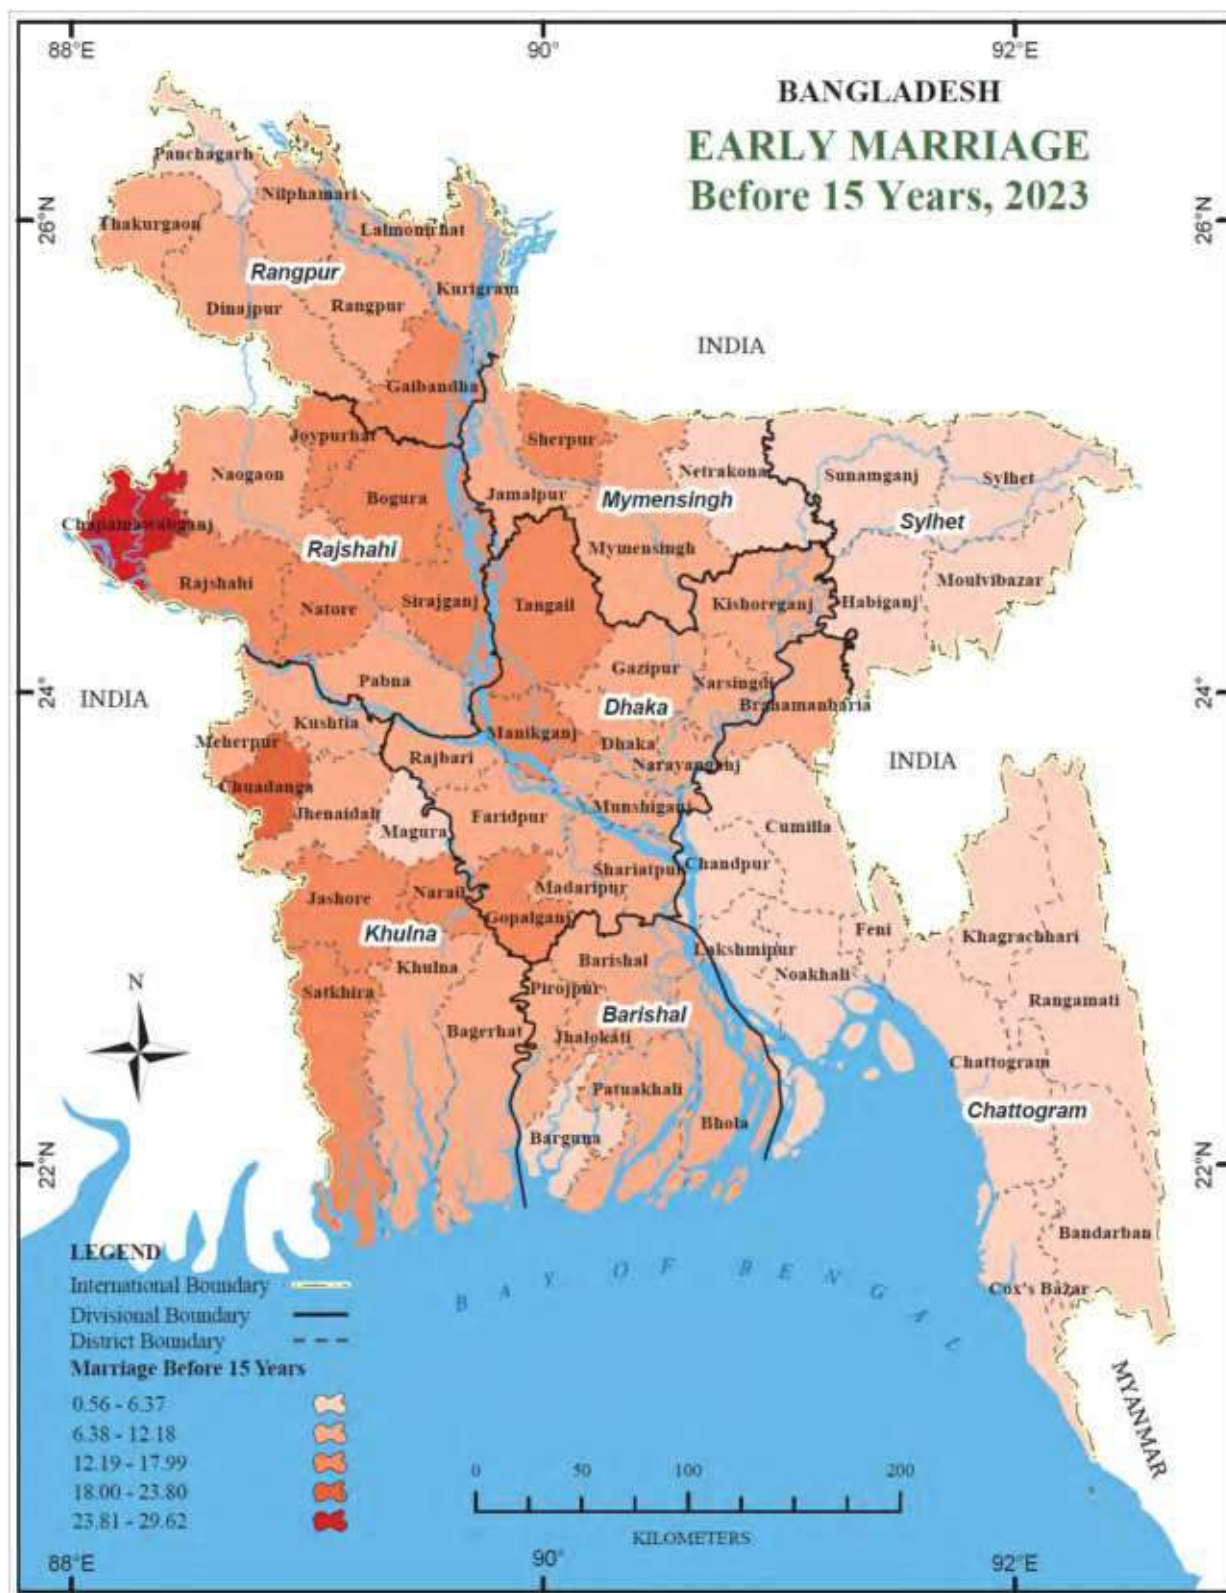 88°E
90°
92°E
BANGLADESH
EARLY MARRIAGE
Before 15 Years, 2023
26°N
26°N
Panchagarh
Nilphamari
Thakurgaon
Lalmonirhat
Rangpur
Kurigram
Dinajpur
Rangpur
INDIA
Gaibandha
Joypurhat
Sherpur
Naogaon
Netrakona
Sunamganj
Sylhet
Bogura
Jamalpur
Mymensingh
Chapainawabganj
Sylhet
Rajshahi
Mymensingh
Rajshahi
Moulvibazar
Natore
Sirajganj
Tangail
Kishoreganj
Habiganj
Gazipur
Pabna
Narsingdi
INDIA
24°
24°
Dhaka
Brahamanbaria
Kushtia
Meherpur
Manikganj
Dhaka
Rajbari
Narayanganj
INDIA
Chuadanga
Jhenaidah
Munshiganj
Faridpur
Magura
Cumilla
Chandpur
Shariatpur
Madaripur
Jashore
Narail
Gopalganj
Khulna
Feni
Khagrachhari
Lakshmipur
Khulna
Barishal
Noakhali
N
Satkhira
Pirojpur
Rangamati
Barishal
Bagerhat
Jhalokati
Chattogram
Patuakhali
Chattogram
Bhola
Barguna
22°N
22°N
Bandarban
Cox's Bazar
BAY OF BENGAL
MYANMAR
LEGEND
International Boundary
Divisional Boundary
District Boundary
Marriage Before 15 Years
0.56 - 6.37
6.38 - 12.18
12.19 - 17.99
18.00 - 23.80
23.81 - 29.62
0 50 100 200
KILOMETERS
88°E
90°
92°E